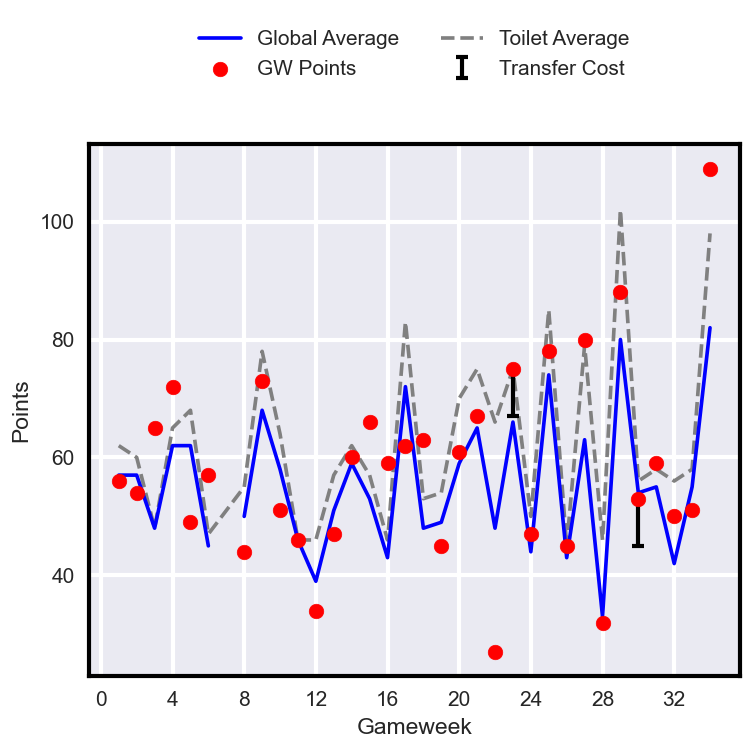 Global Average Toilet Average
GW Points Transfer Cost
100
80
60
40
Points
0 4 8 12 16 20 24 28 32
Gameweek